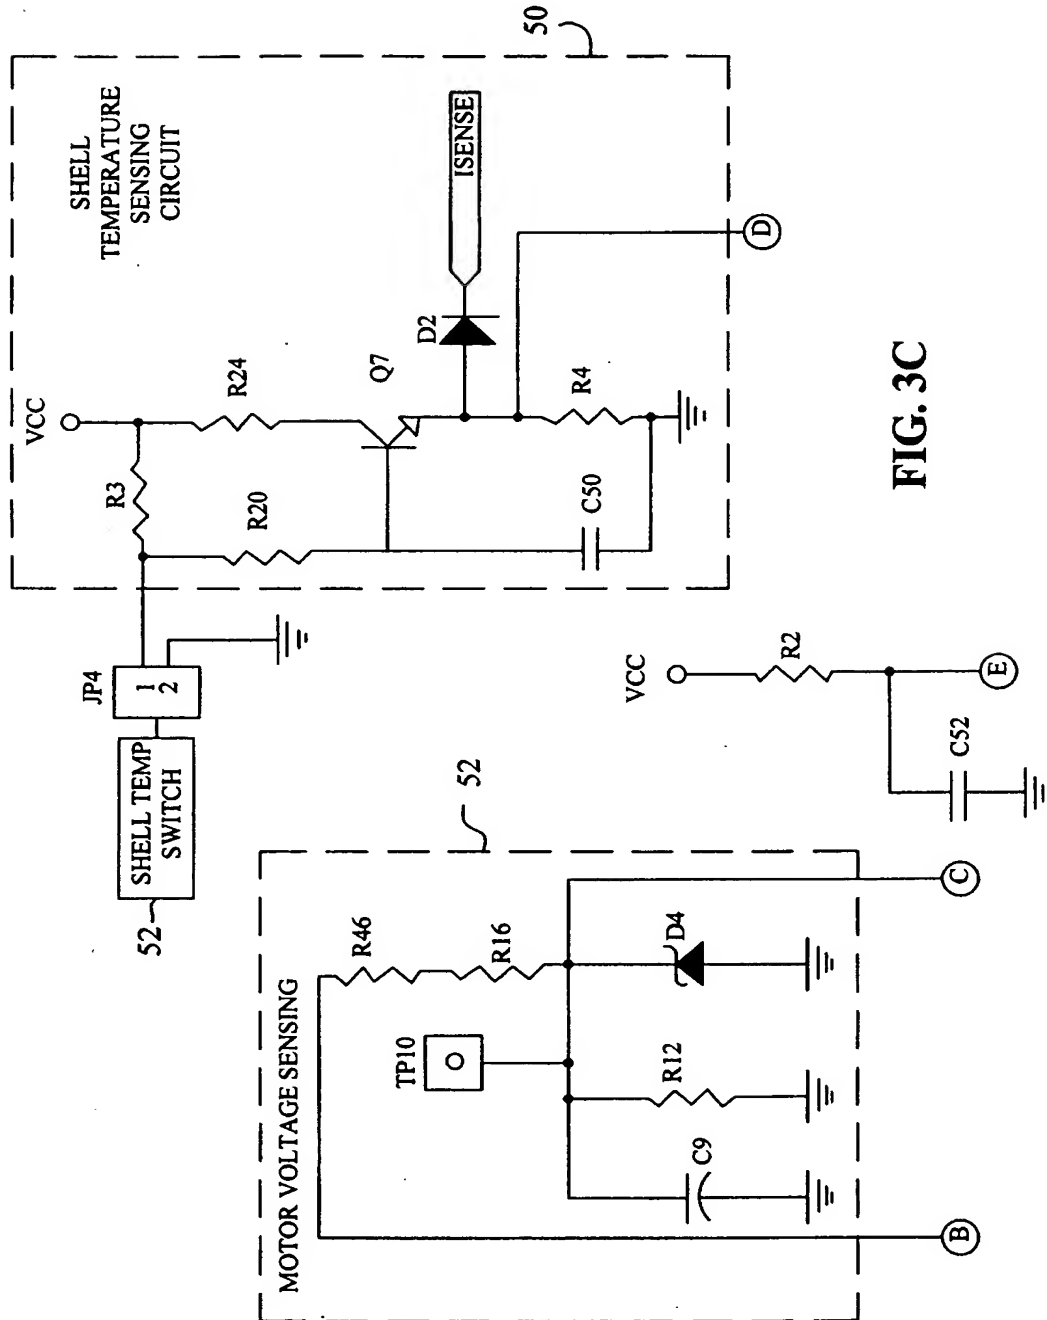 50
SHELL
TEMPERATURE
SENSING
CIRCUIT
VCC
R3
R24
R20
Q7
D2
ISENSE
R4
C50
D
JP4
1
2
SHELL TEMP
SWITCH
52
VCC
R2
C52
E
52
MOTOR VOLTAGE SENSING
R46
R16
TP10
D4
R12
C9
C
B
FIG. 3C